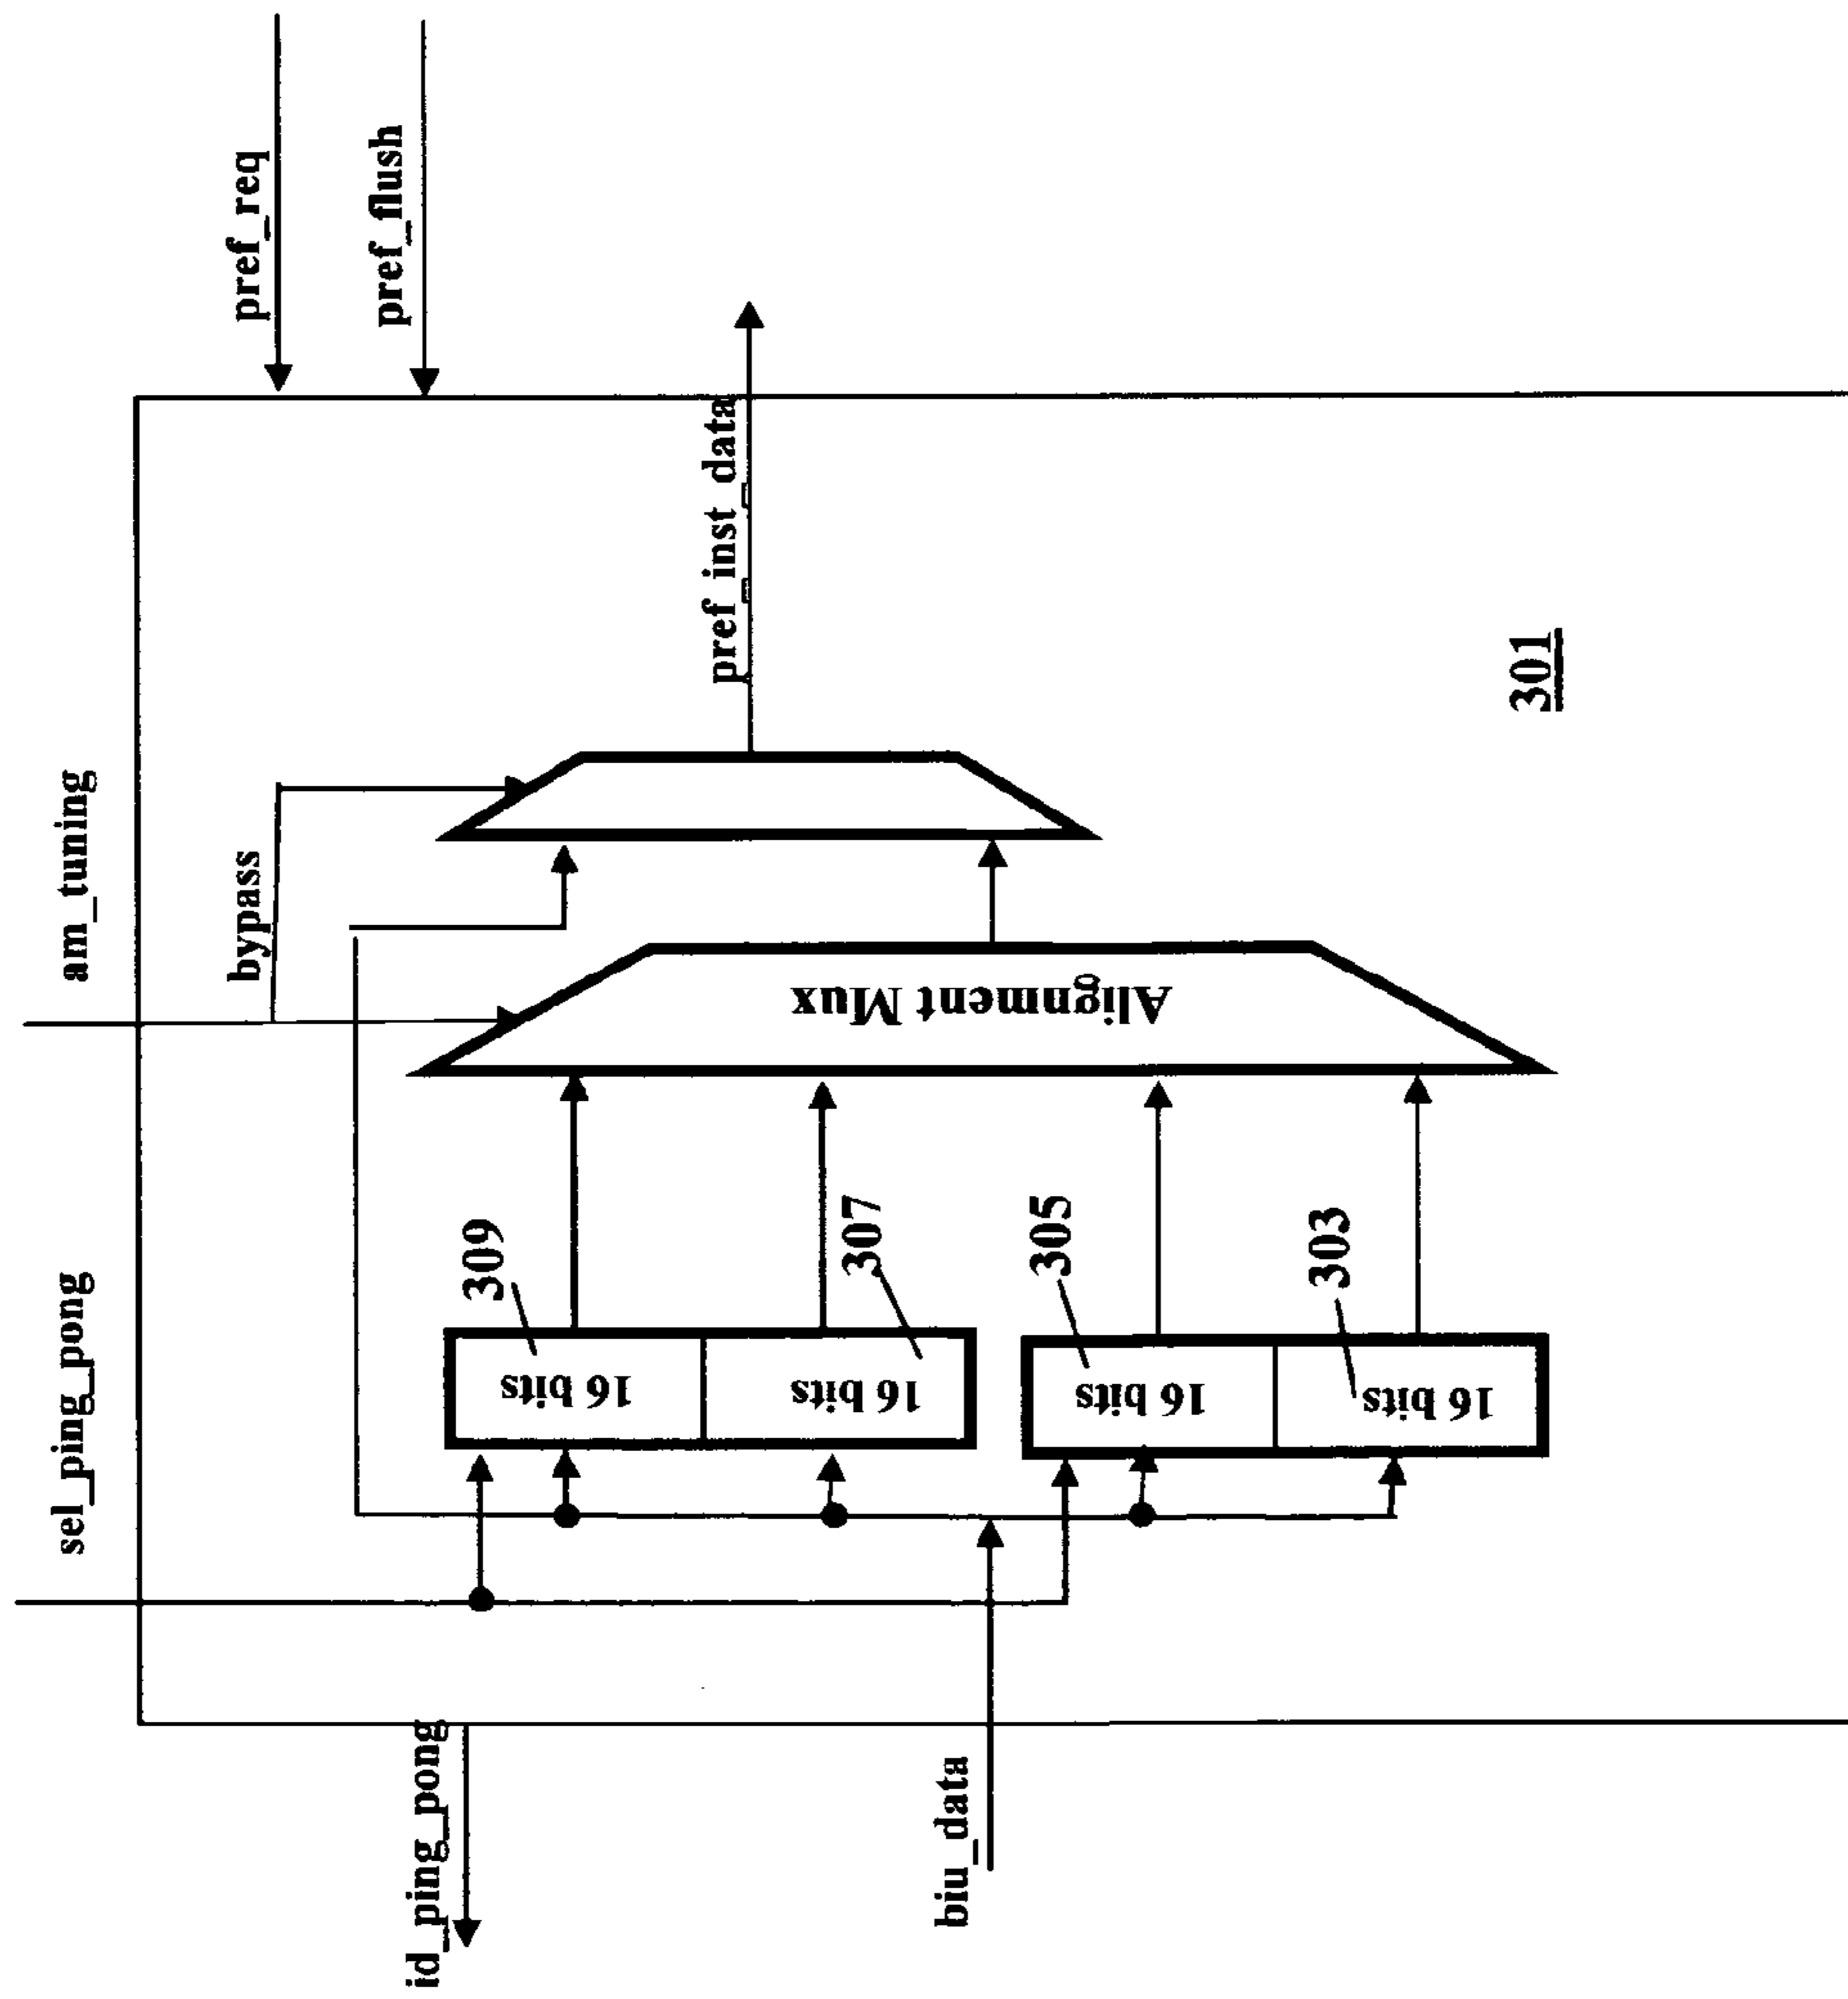 pref_req
pref_flush
pref_inst_data
am_tuning
bypass
Alignment Mux
301
sel_ping_pong
309
307
305
303
16 bits
16 bits
16 bits
16 bits
id_ping_pong
biu_data